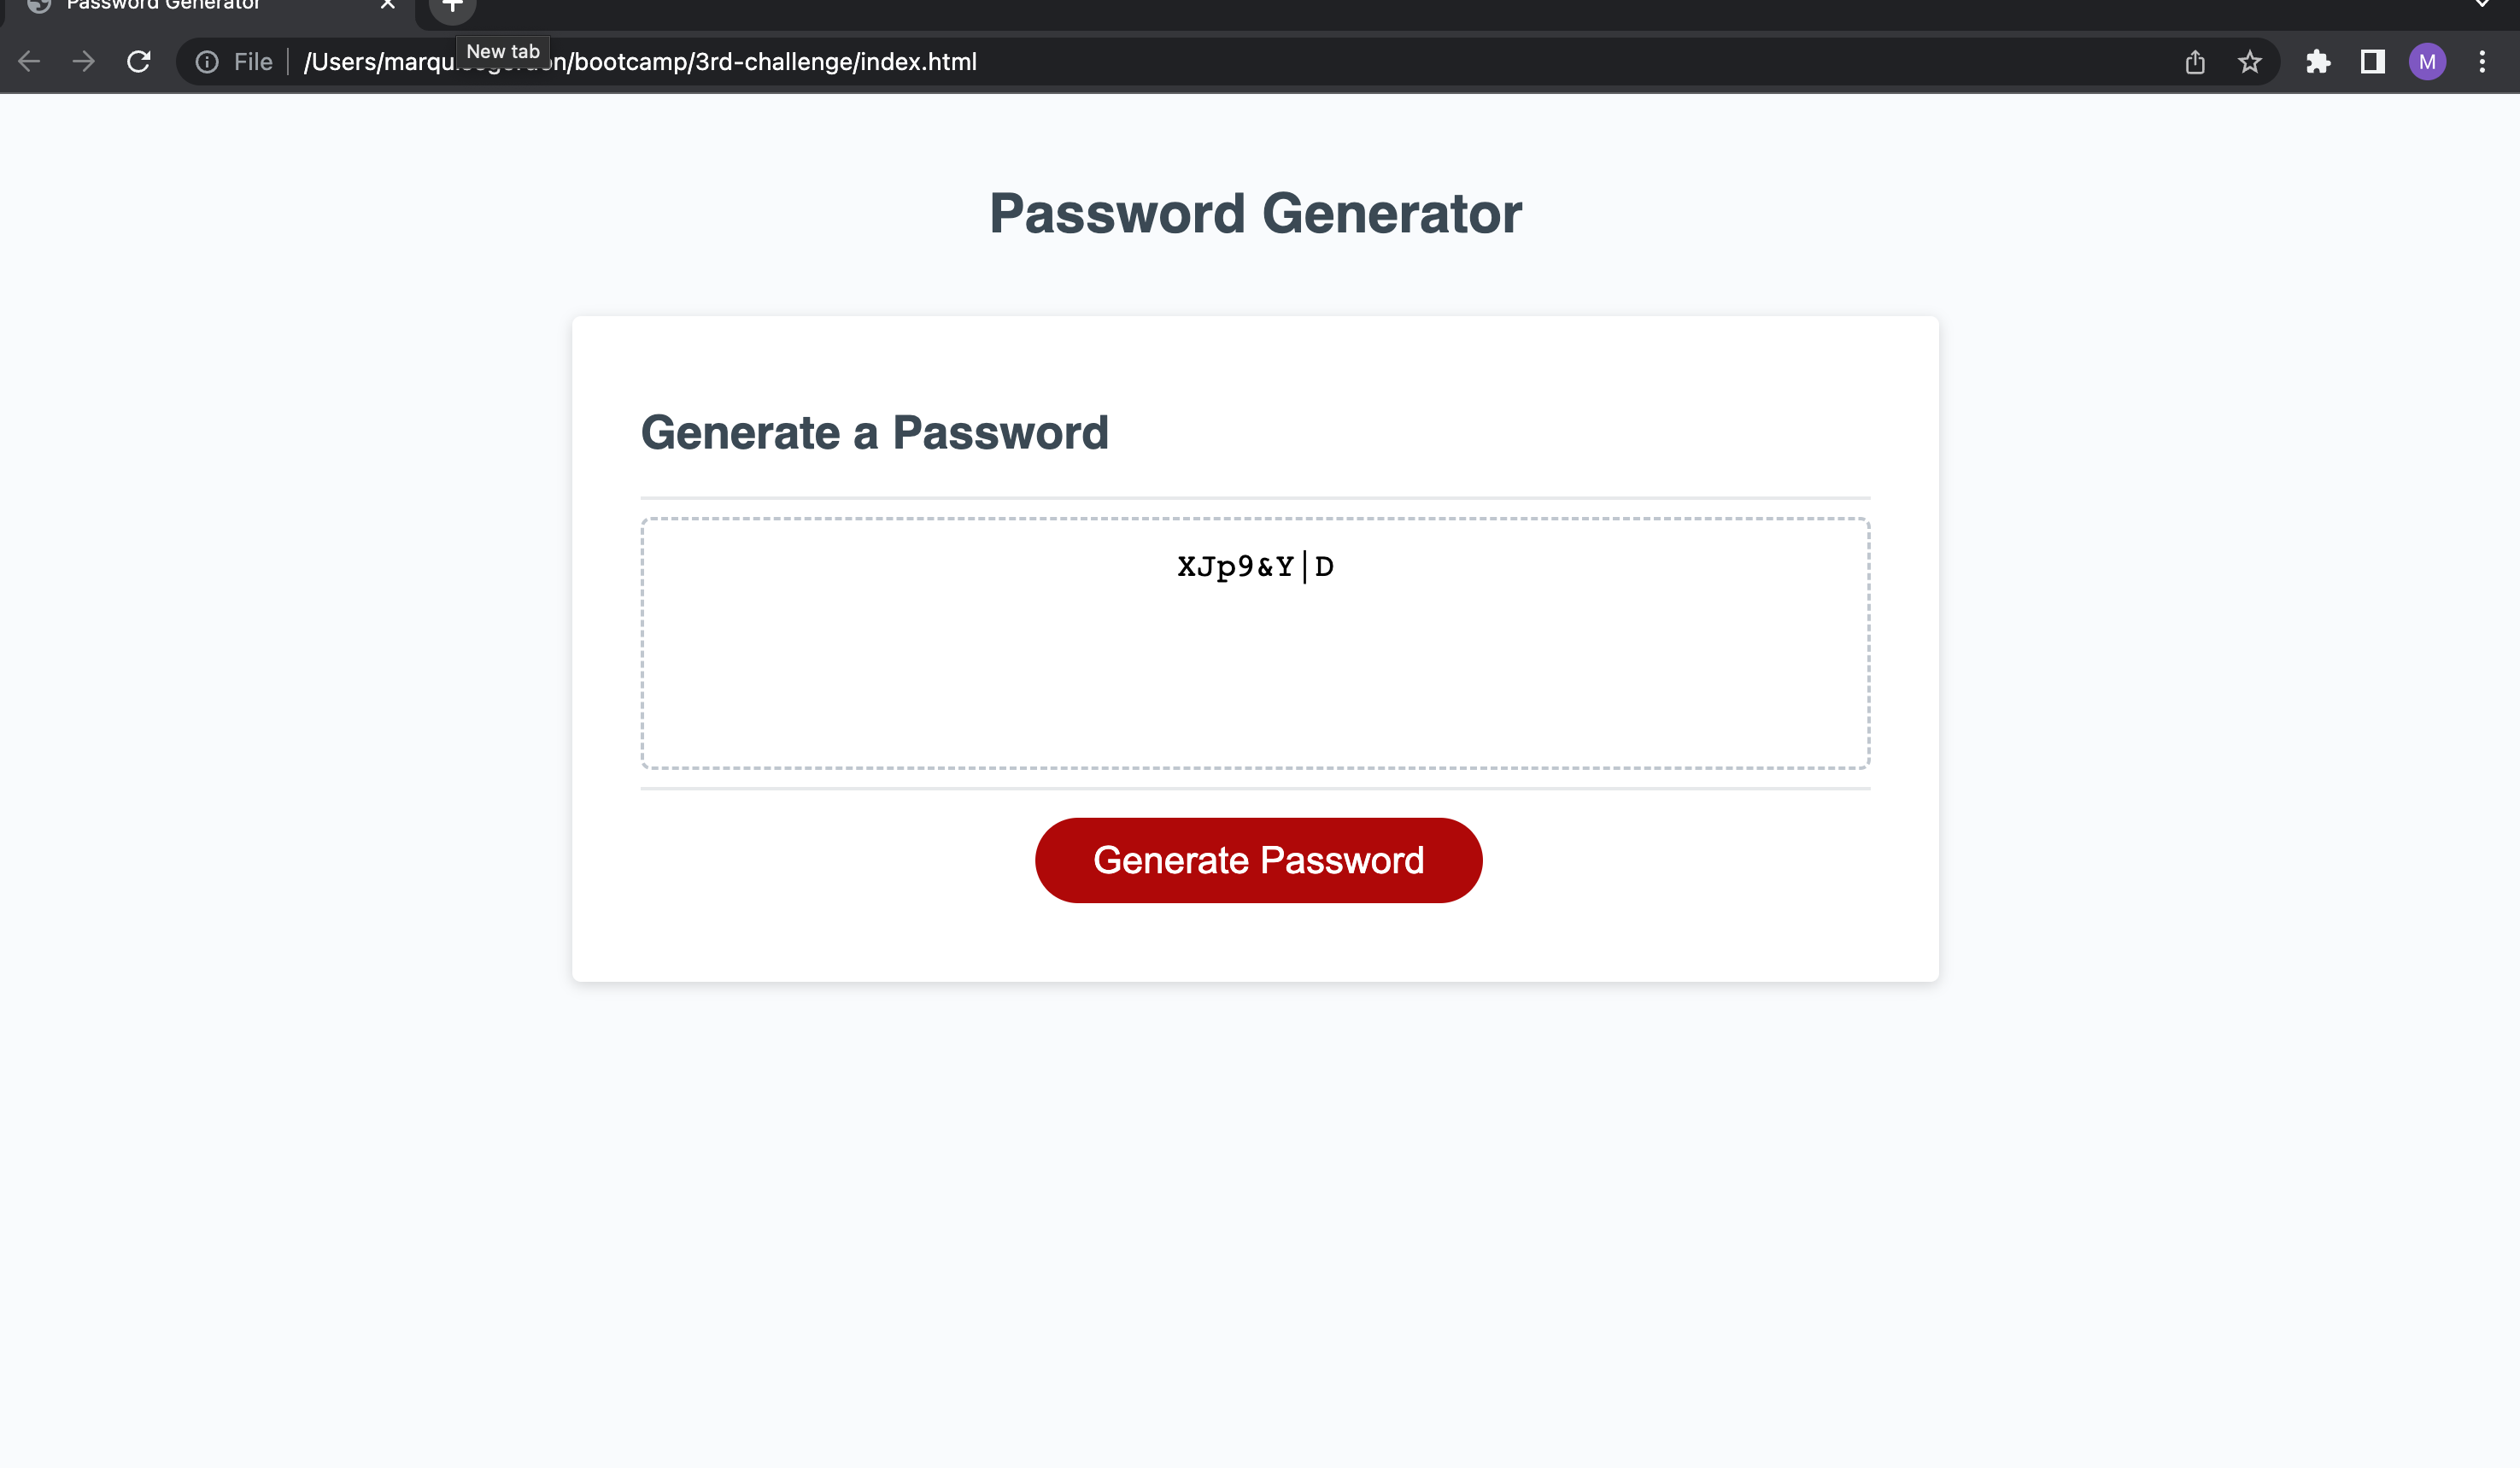 Password Generator
New tab
File /Users/marqu
n/bootcamp/3rd-challenge/index.html
M
Password Generator
Generate a Password
XJp9&Y|D
Generate Password